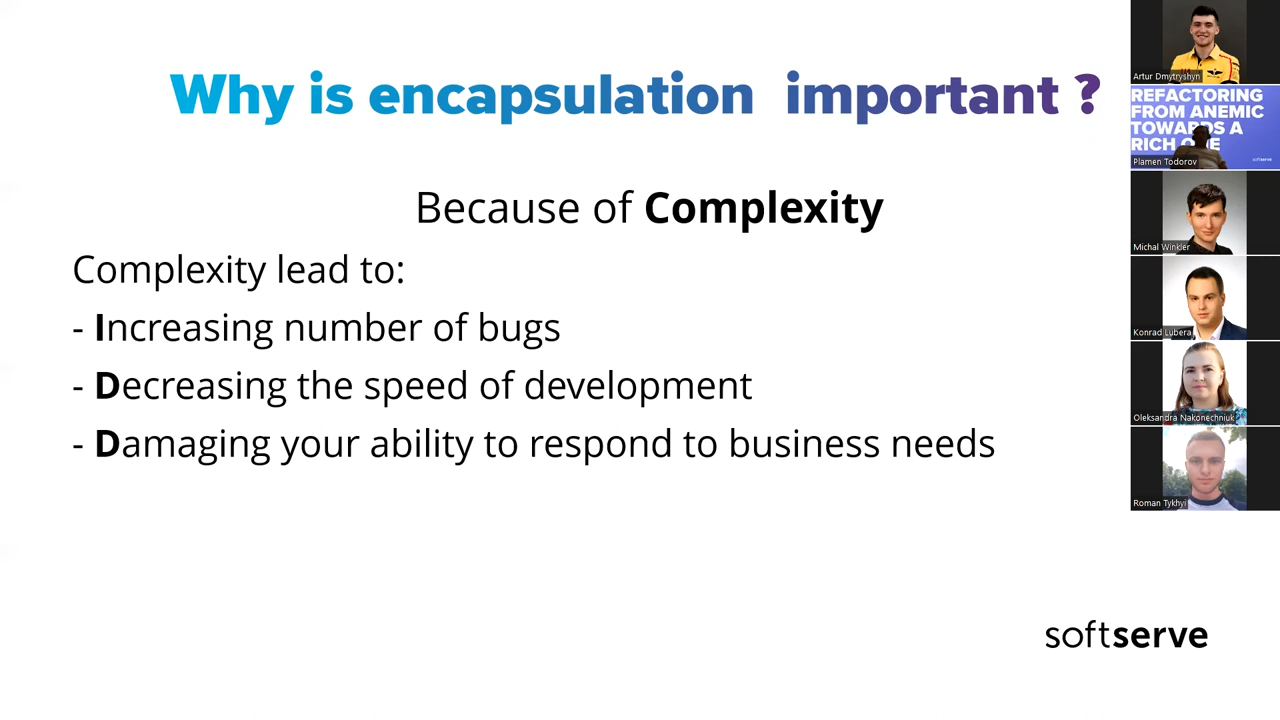 Why is encapsulation important ?
Because of Complexity
Complexity lead to:
- Increasing number of bugs
- Decreasing the speed of development
- Damaging your ability to respond to business needs
softserve
Artur Dmytryshyn
REFACTORING
FROM ANEMIC
TOWARDS A
RICH ONE
softserve
Plamen Todorov
Michal Winkler
Konrad Lubera
Oleksandra Nakonechniuk
Roman Tykhyi